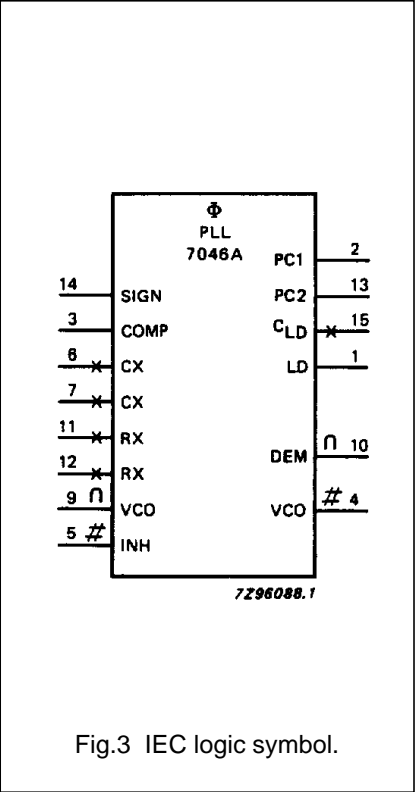 Φ
PLL
7046A
14 SIGN
3 COMP
6 CX
7 CX
11 RX
12 RX
9 ∩ VCO
5 # INH
PC1 2
PC2 13
CLD 15
LD 1
DEM ∩ 10
VCO # 4
7Z96088.1
Fig.3 IEC logic symbol.